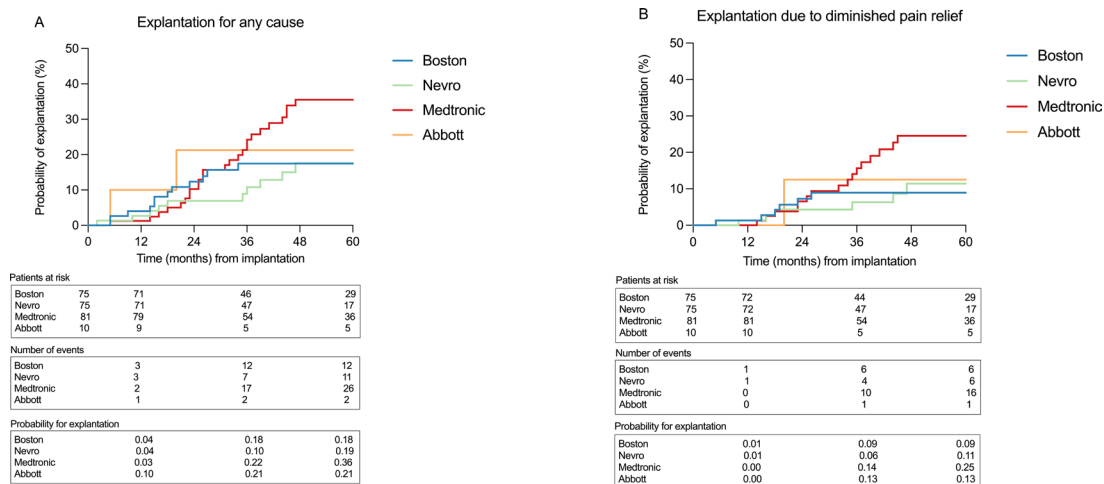 A
Explanation for any cause
Probability of explantation (%)
50
40
30
20
10
0
0 12 24 36 48 60
Time (months) from implantation
Boston
Nevro
Medtronic
Abbott
Patients at risk
Boston 75 71 46 29
Nevro 75 71 47 17
Medtronic 81 79 54 36
Abbott 10 9 5 5
Number of events
Boston 3 12 12
Nevro 3 7 11
Medtronic 2 17 26
Abbott 1 2 2
Probability for explantation
Boston 0.04 0.18 0.18
Nevro 0.04 0.10 0.19
Medtronic 0.03 0.22 0.36
Abbott 0.10 0.21 0.21
B
Explantation due to diminished pain relief
Probability of explantation (%)
50
40
30
20
10
0
0 12 24 36 48 60
Time (months) from implantation
Boston
Nevro
Medtronic
Abbott
Patients at risk
Boston 75 72 44 29
Nevro 75 72 47 17
Medtronic 81 81 54 36
Abbott 10 10 5 5
Number of events
Boston 1 6 6
Nevro 1 4 6
Medtronic 0 10 16
Abbott 0 1 1
Probability for explantation
Boston 0.01 0.09 0.09
Nevro 0.01 0.06 0.11
Medtronic 0.00 0.14 0.25
Abbott 0.00 0.13 0.13